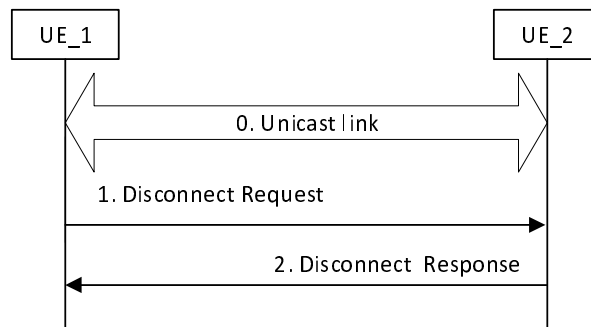 UE_1
UE_2
0. Unicast link
1. Disconnect Request
2. Disconnect Response